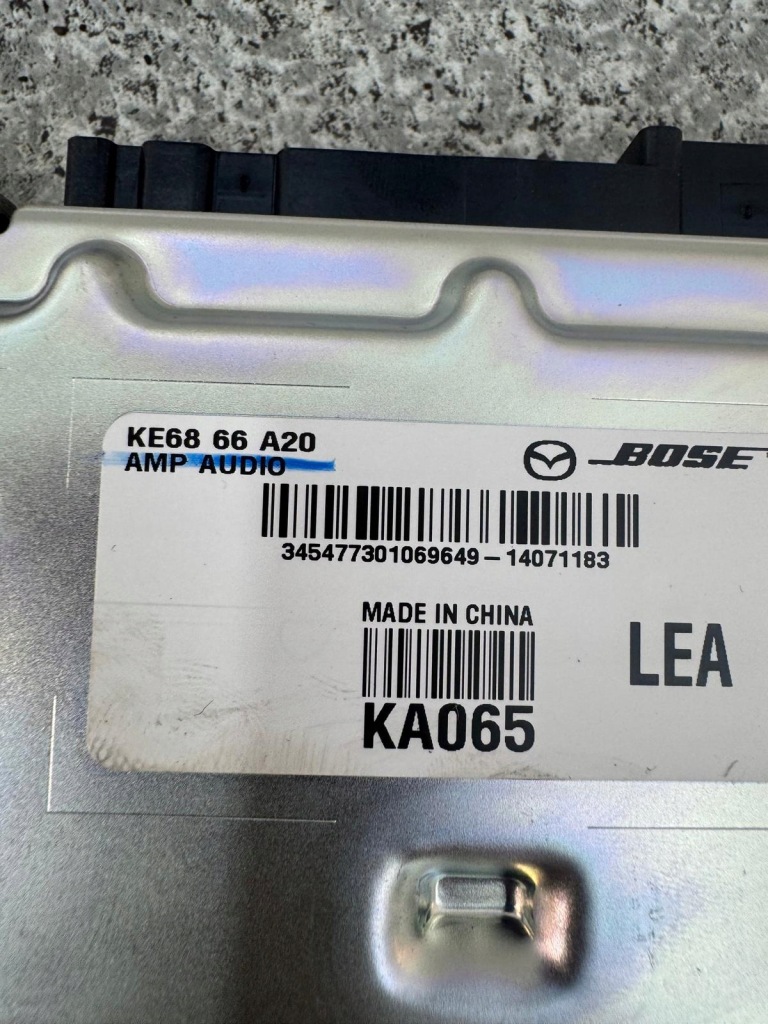 KE68 66 A20
AMP AUDIO
BOSE
345477301069649-14071183
MADE IN CHINA
LEA
KA065